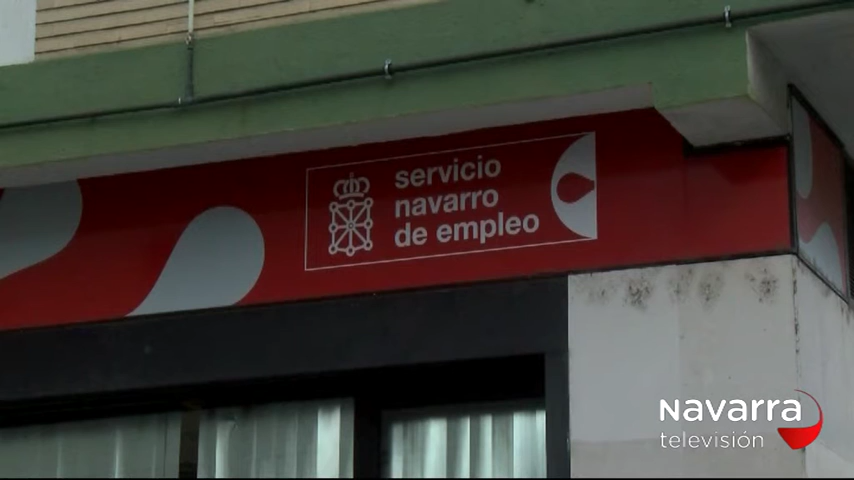 servicio
navarro
de empleo
Navarra
televisión